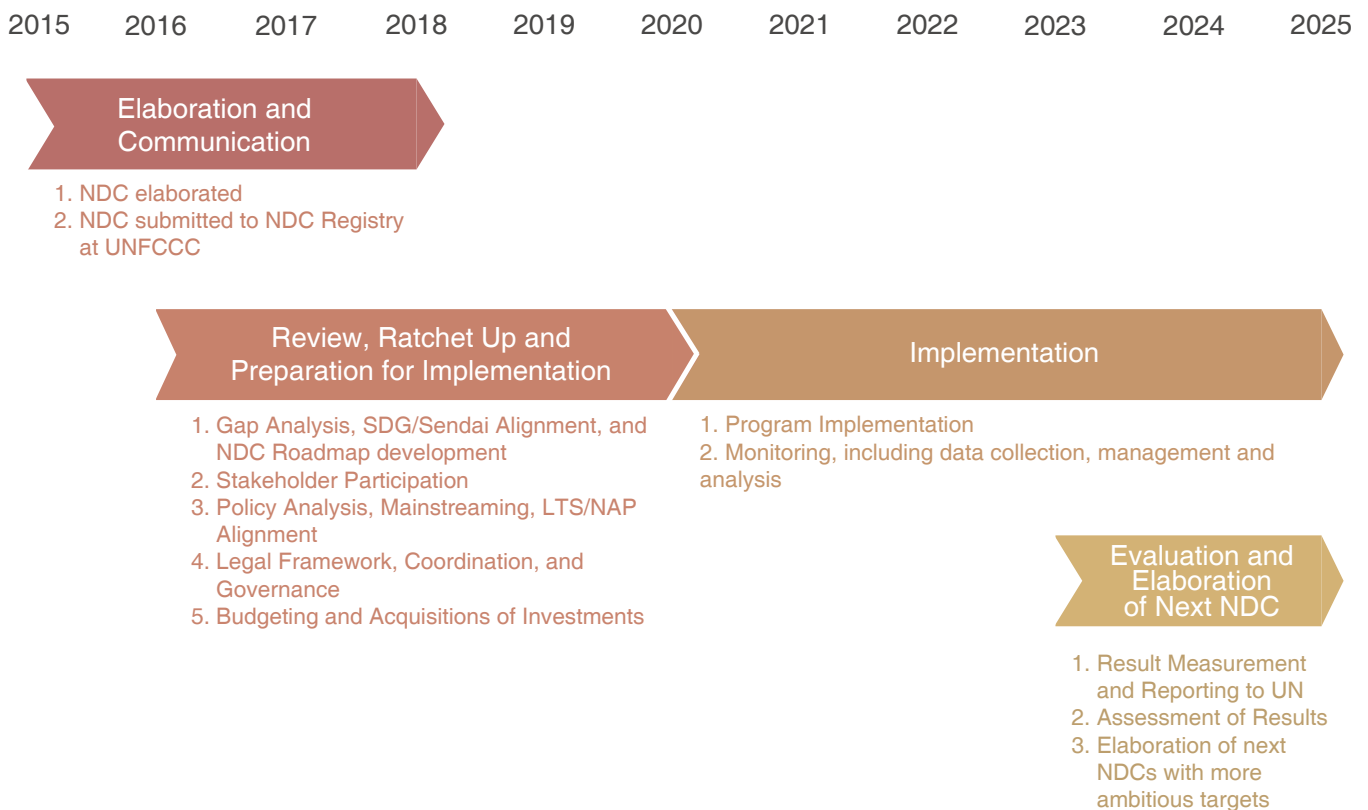 2015 2016 2017 2018 2019 2020 2021 2022 2023 2024 2025
Elaboration and
Communication
1. NDC elaborated
2. NDC submitted to NDC Registry
at UNFCCC
Review, Ratchet Up and
Preparation for Implementation
1. Gap Analysis, SDG/Sendai Alignment, and
NDC Roadmap development
2. Stakeholder Participation
3. Policy Analysis, Mainstreaming, LTS/NAP
Alignment
4. Legal Framework, Coordination, and
Governance
5. Budgeting and Acquisitions of Investments
Implementation
1. Program Implementation
2. Monitoring, including data collection, management and
analysis
Evaluation and
Elaboration
of Next NDC
1. Result Measurement
and Reporting to UN
2. Assessment of Results
3. Elaboration of next
NDCs with more
ambitious targets